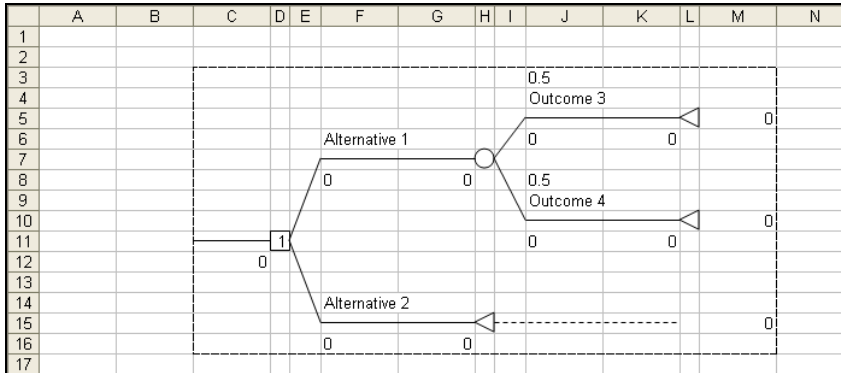 A B C D E F G H I J K L M N
1
2
3 0.5
4 Outcome 3
5 0
6 Alternative 1 0 0
7
8 0 0 0.5
9 Outcome 4
10 0
11 1 0 0
12 0
13
14 Alternative 2
15 0
16 0 0
17